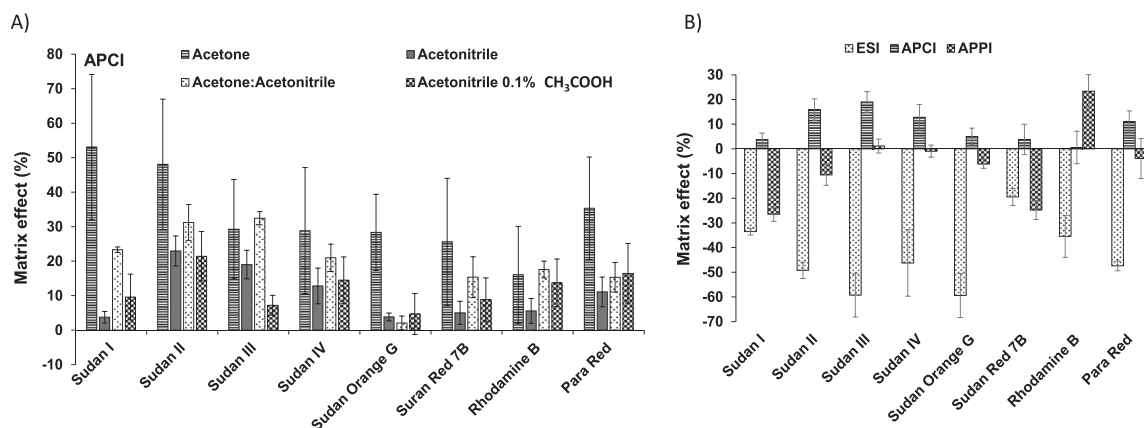 A)
APCI
Acetone
Acetonitrile
Acetone:Acetonitrile
Acetonitrile 0.1% CH₃COOH
Matrix effect (%)
80
70
60
50
40
30
20
10
0
-10
Sudan I
Sudan II
Sudan III
Sudan IV
Sudan Orange G
Suran Red 7B
Rhodamine B
Para Red
B)
ESI APCI APPI
Matrix effect (%)
30
20
10
0
-10
-20
-30
-40
-50
-60
-70
Sudan I
Sudan II
Sudan III
Sudan IV
Sudan Orange G
Sudan Red 7B
Rhodamine B
Para Red